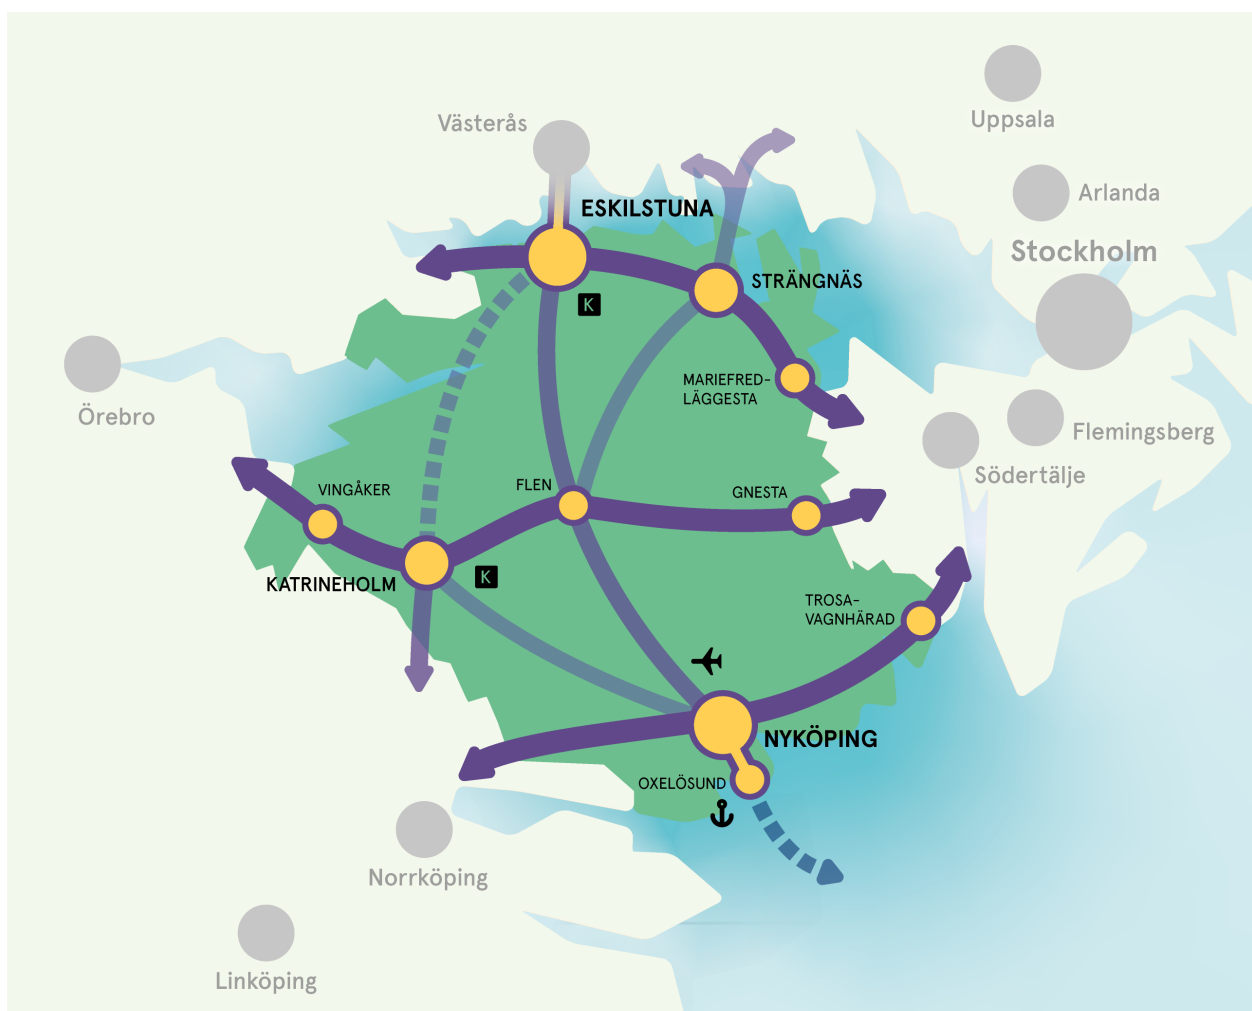 Uppsala
Västerås
Arlanda
ESKILSTUNA
Stockholm
STRÄNGNÄS
K
MARIEFRED-
LÄGGESTA
Örebro
Flemingsberg
Södertälje
VINGÅKER
FLEN
GNESTA
K
KATRINEHOLM
TROSA-
VAGNHÄRAD
NYKÖPING
OXELÖSUND
Norrköping
Linköping